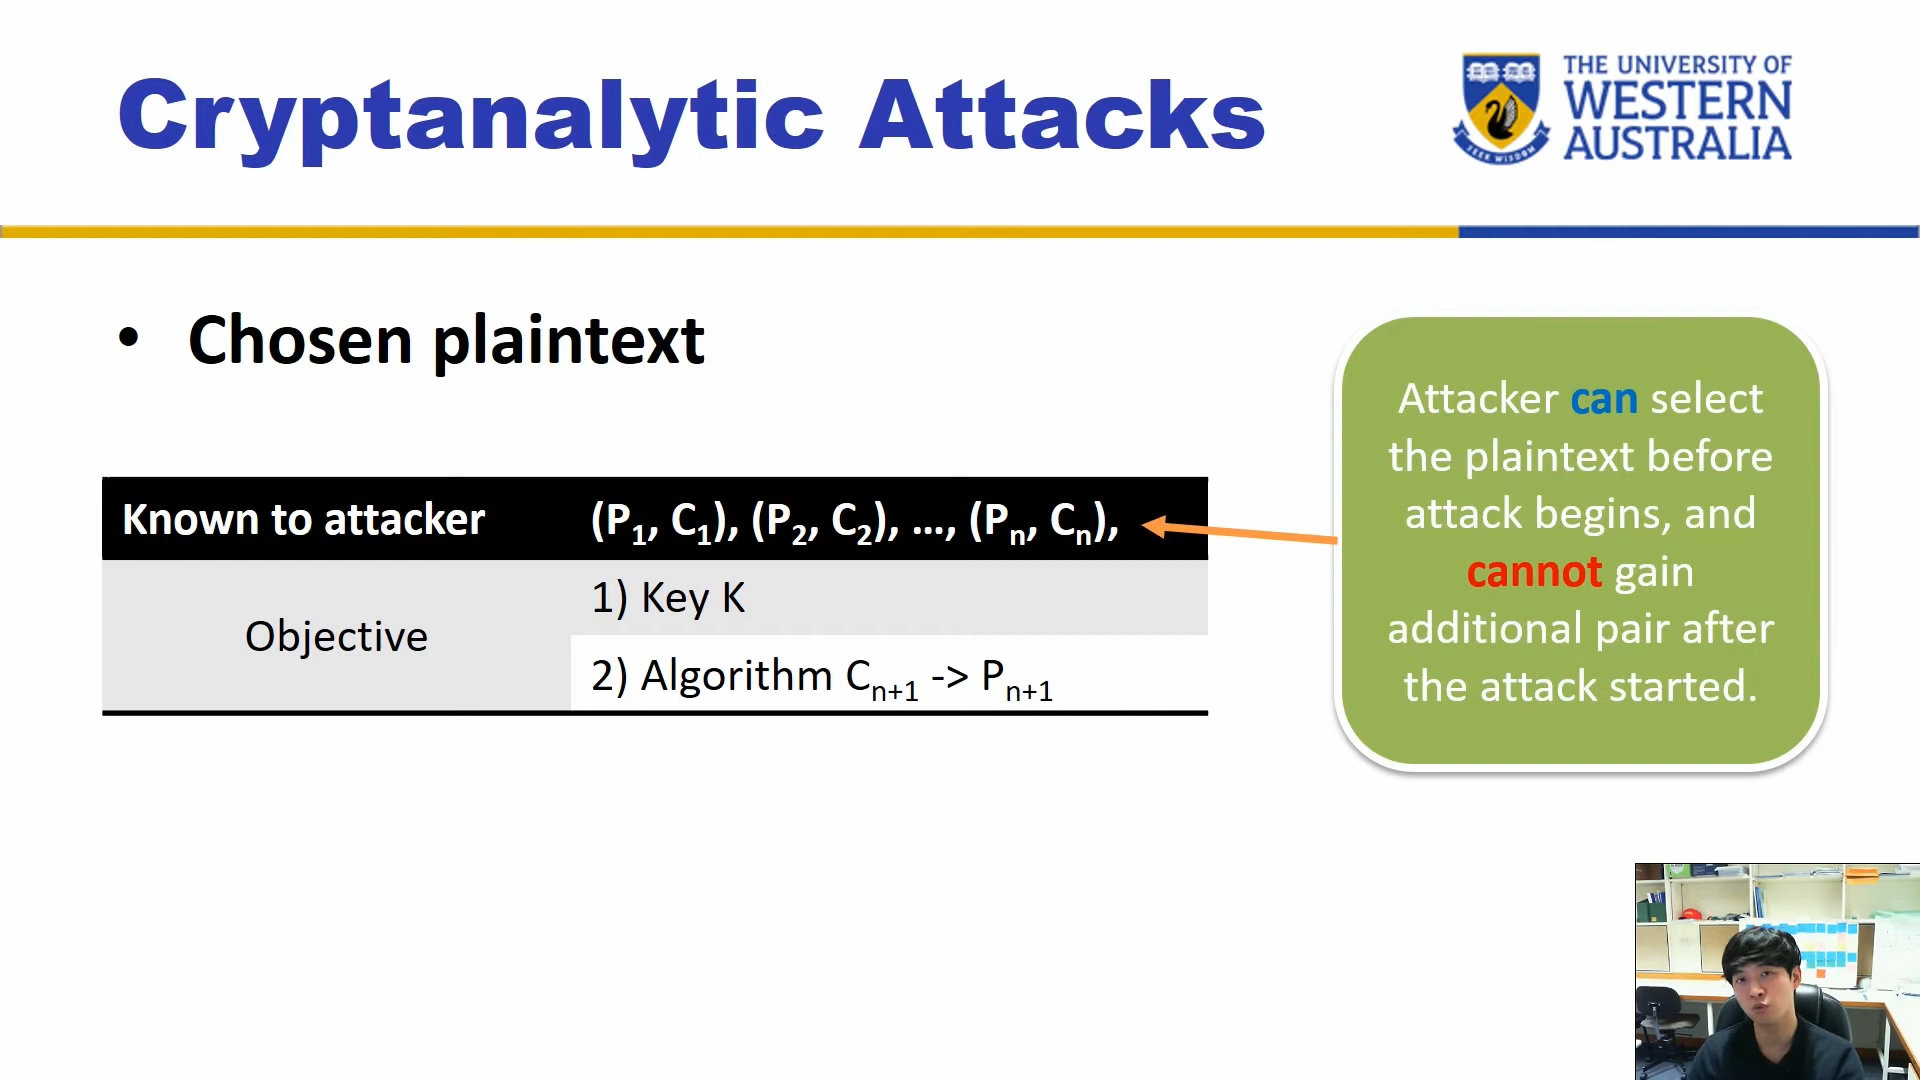 Cryptanalytic Attacks
THE UNIVERSITY OF
WESTERN
AUSTRALIA
SEEK WISDOM
• Chosen plaintext
Known to attacker (P1, C1), (P2, C2), ..., (Pn, Cn),
Objective
1) Key K
2) Algorithm Cn+1 -> Pn+1
Attacker can select
the plaintext before
attack begins, and
cannot gain
additional pair after
the attack started.